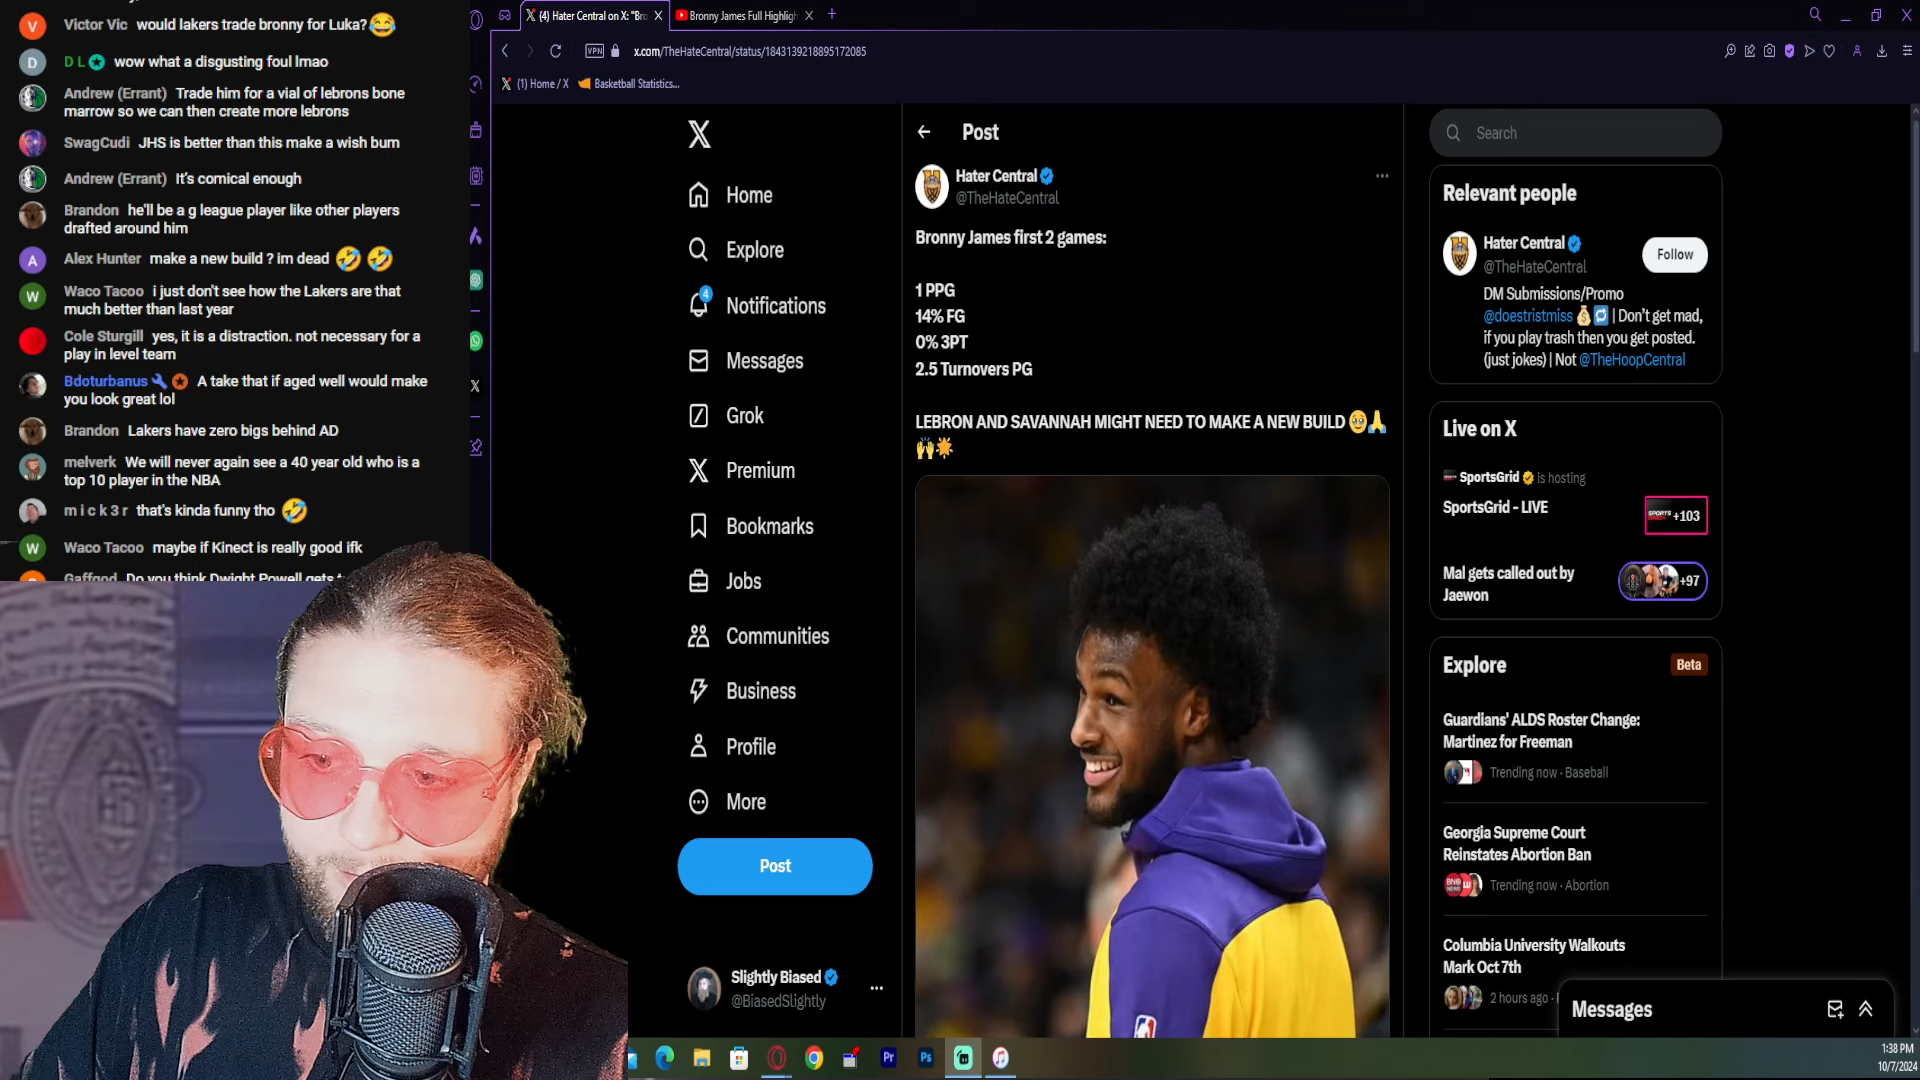 Victor Vic would lakers trade bronny for Luka?😂
D L wow what a disgusting foul lmao
Andrew (Errant) Trade him for a vial of lebrons bone
marrow so we can then create more lebrons
SwagCudi JHS is better than this make a wish bum
Andrew (Errant) It's comical enough
Brandon he'll be a g league player like other players
drafted around him
Alex Hunter make a new build ? im dead 🤣 🤣
Waco Tacoo i just don't see how the Lakers are that
much better than last year
Cole Sturgill yes, it is a distraction. not necessary for a
play in level team
Bdoturbanus A take that if aged well would make
you look great lol
Brandon Lakers have zero bigs behind AD
melverk We will never again see a 40 year old who is a
top 10 player in the NBA
m i c k 3 r that's kinda funny tho 🤣
Waco Tacoo maybe if Kinect is really good ifk
Gaffgod Do you think Dwight Powell gets
(4) Hater Central on X: "Bro
Bronny James Full Highligh
VPN
x.com/TheHateCentral/status/1843139218895172085
(1) Home / X
Basketball Statistics...
Home
Explore
4
Notifications
Messages
Grok
Premium
Bookmarks
Jobs
Communities
Business
Profile
More
Post
Slightly Biased
@BiasedSlightly
Post
Hater Central
@TheHateCentral
Bronny James first 2 games:
1 PPG
14% FG
0% 3PT
2.5 Turnovers PG
LEBRON AND SAVANNAH MIGHT NEED TO MAKE A NEW BUILD 🥹🙏
🙌☀️
Search
Relevant people
Hater Central
@TheHateCentral
Follow
DM Submissions/Promo
@doestristmiss 💰🔁 | Don't get mad,
if you play trash then you get posted.
(just jokes) | Not @TheHoopCentral
Live on X
SportsGrid is hosting
SportsGrid - LIVE
+103
Mal gets called out by
Jaewon
+97
Explore
Beta
Guardians' ALDS Roster Change:
Martinez for Freeman
Trending now · Baseball
Georgia Supreme Court
Reinstates Abortion Ban
Trending now · Abortion
Columbia University Walkouts
Mark Oct 7th
2 hours ago ·
Messages
Pr
Ps
1:38 PM
10/7/2024